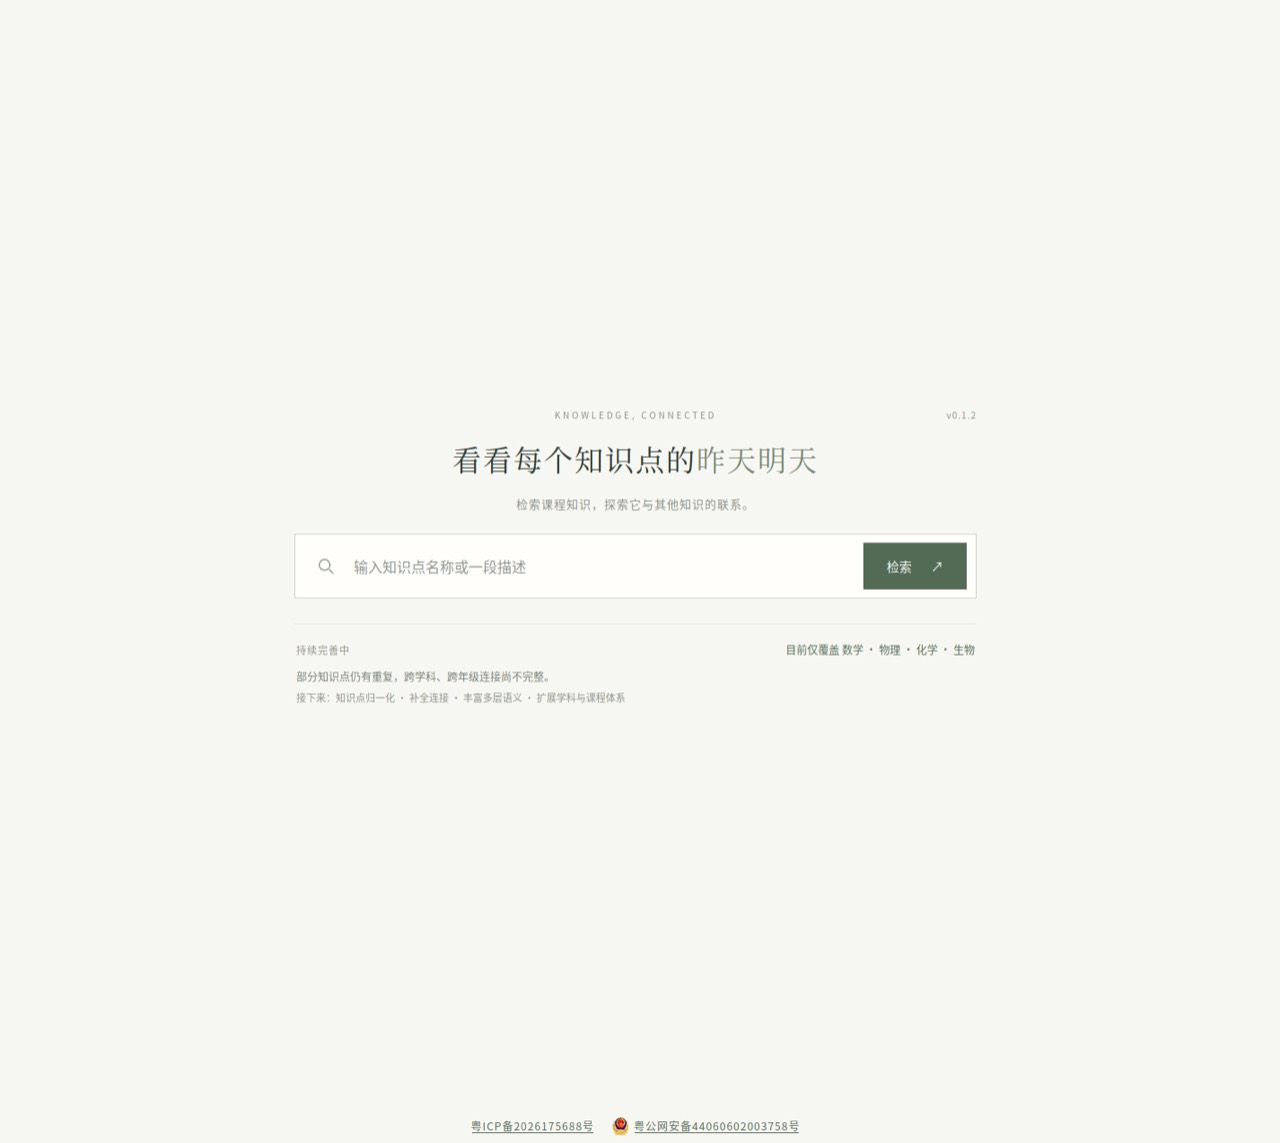 KNOWLEDGE, CONNECTED
v0.1.2
看看每个知识点的昨天明天
检索课程知识，探索它与其他知识的联系。
输入知识点名称或一段描述
检索 ↗
持续完善中
目前仅覆盖 数学 · 物理 · 化学 · 生物
部分知识点仍有重复，跨学科、跨年级连接尚不完整。
接下来：知识点归一化 · 补全连接 · 丰富多层语义 · 扩展学科与课程体系
粤ICP备2026175688号
粤公网安备44060602003758号